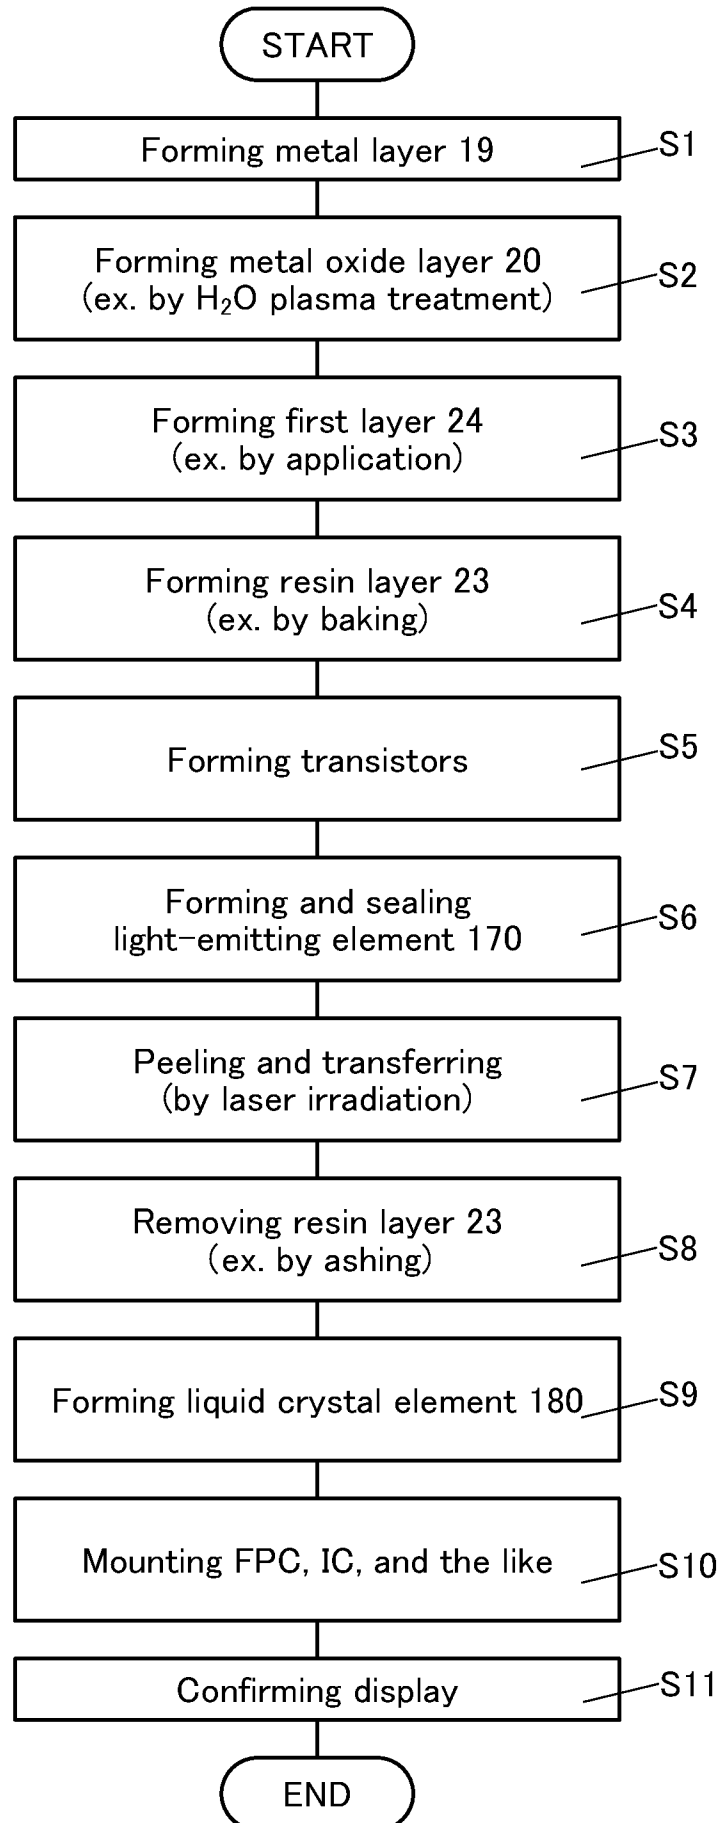 START
Forming metal layer 19
S1
Forming metal oxide layer 20
(ex. by H₂O plasma treatment)
S2
Forming first layer 24
(ex. by application)
S3
Forming resin layer 23
(ex. by baking)
S4
Forming transistors
S5
Forming and sealing
light-emitting element 170
S6
Peeling and transferring
(by laser irradiation)
S7
Removing resin layer 23
(ex. by ashing)
S8
Forming liquid crystal element 180
S9
Mounting FPC, IC, and the like
S10
Confirming display
S11
END